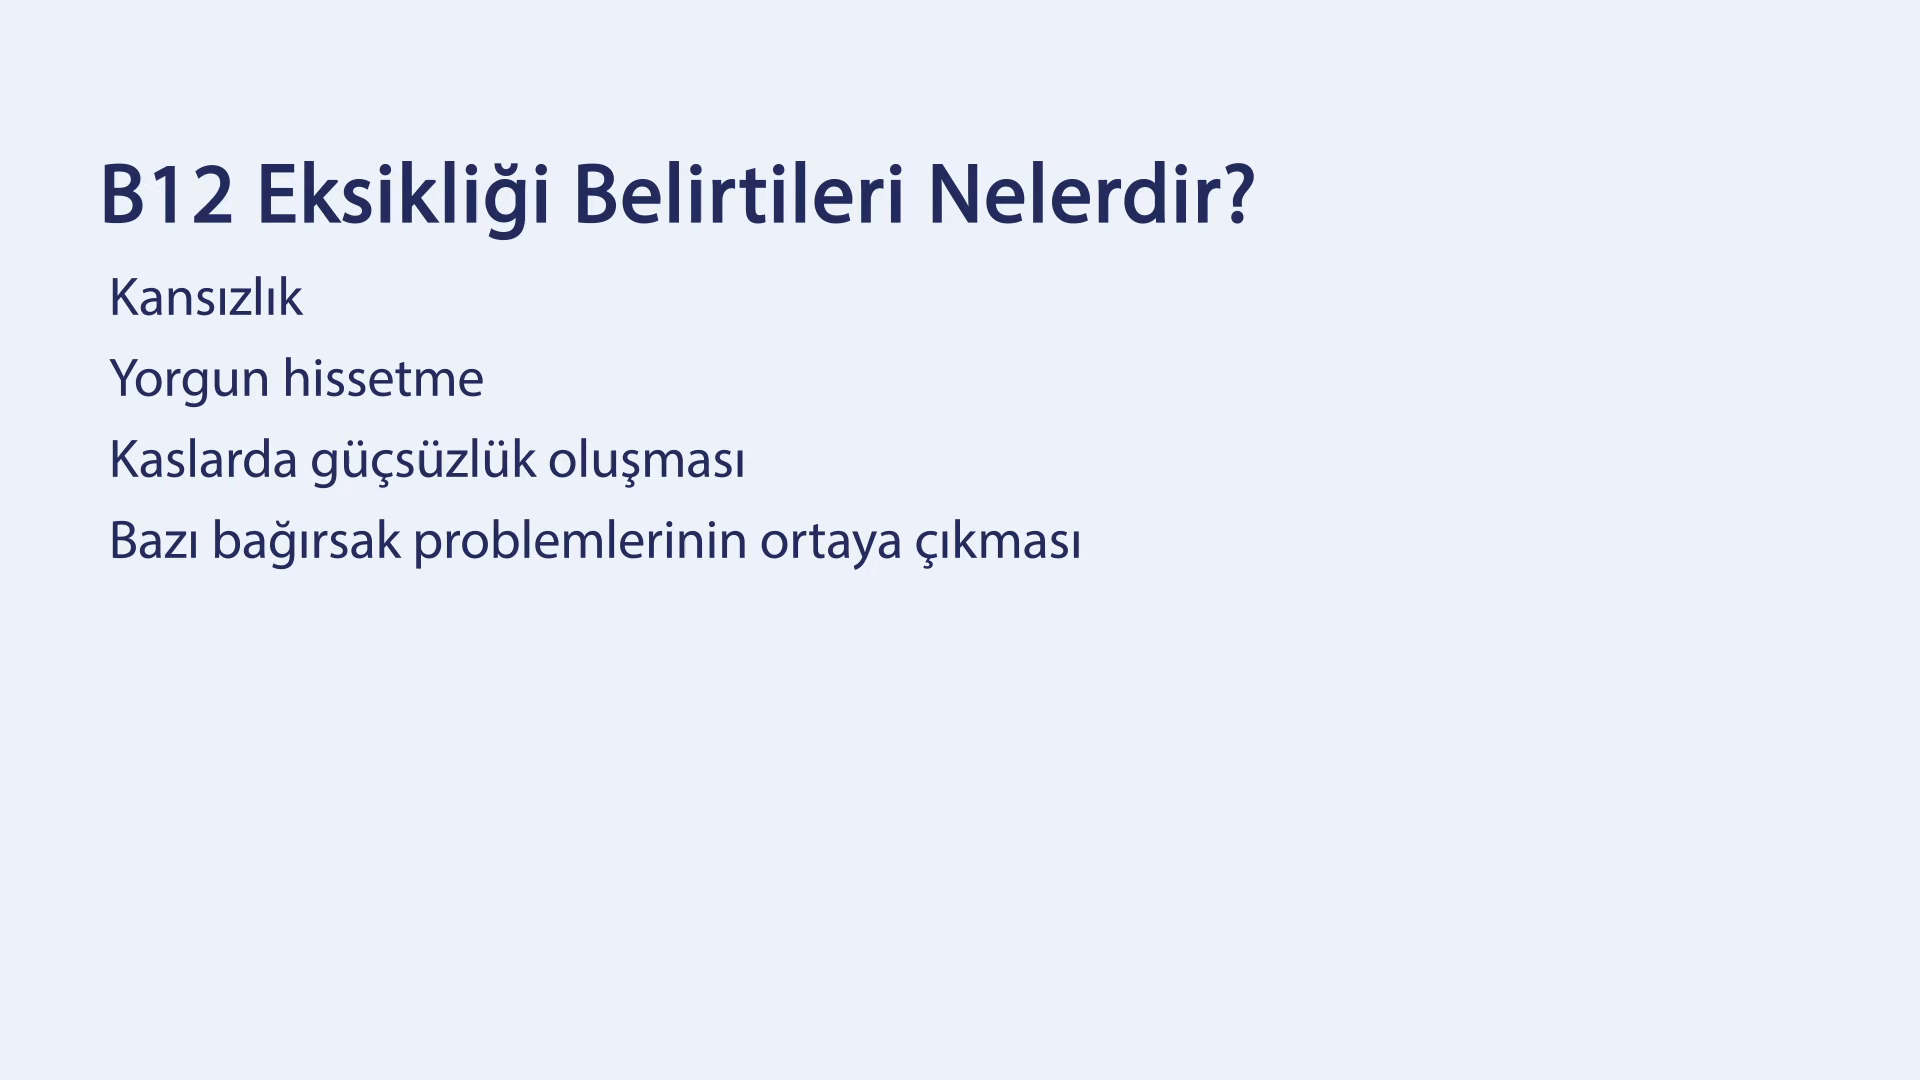 B12 Eksikliği Belirtileri Nelerdir?
Kansızlık
Yorgun hissetme
Kaslarda güçsüzlük oluşması
Bazı bağırsak problemlerinin ortaya çıkması